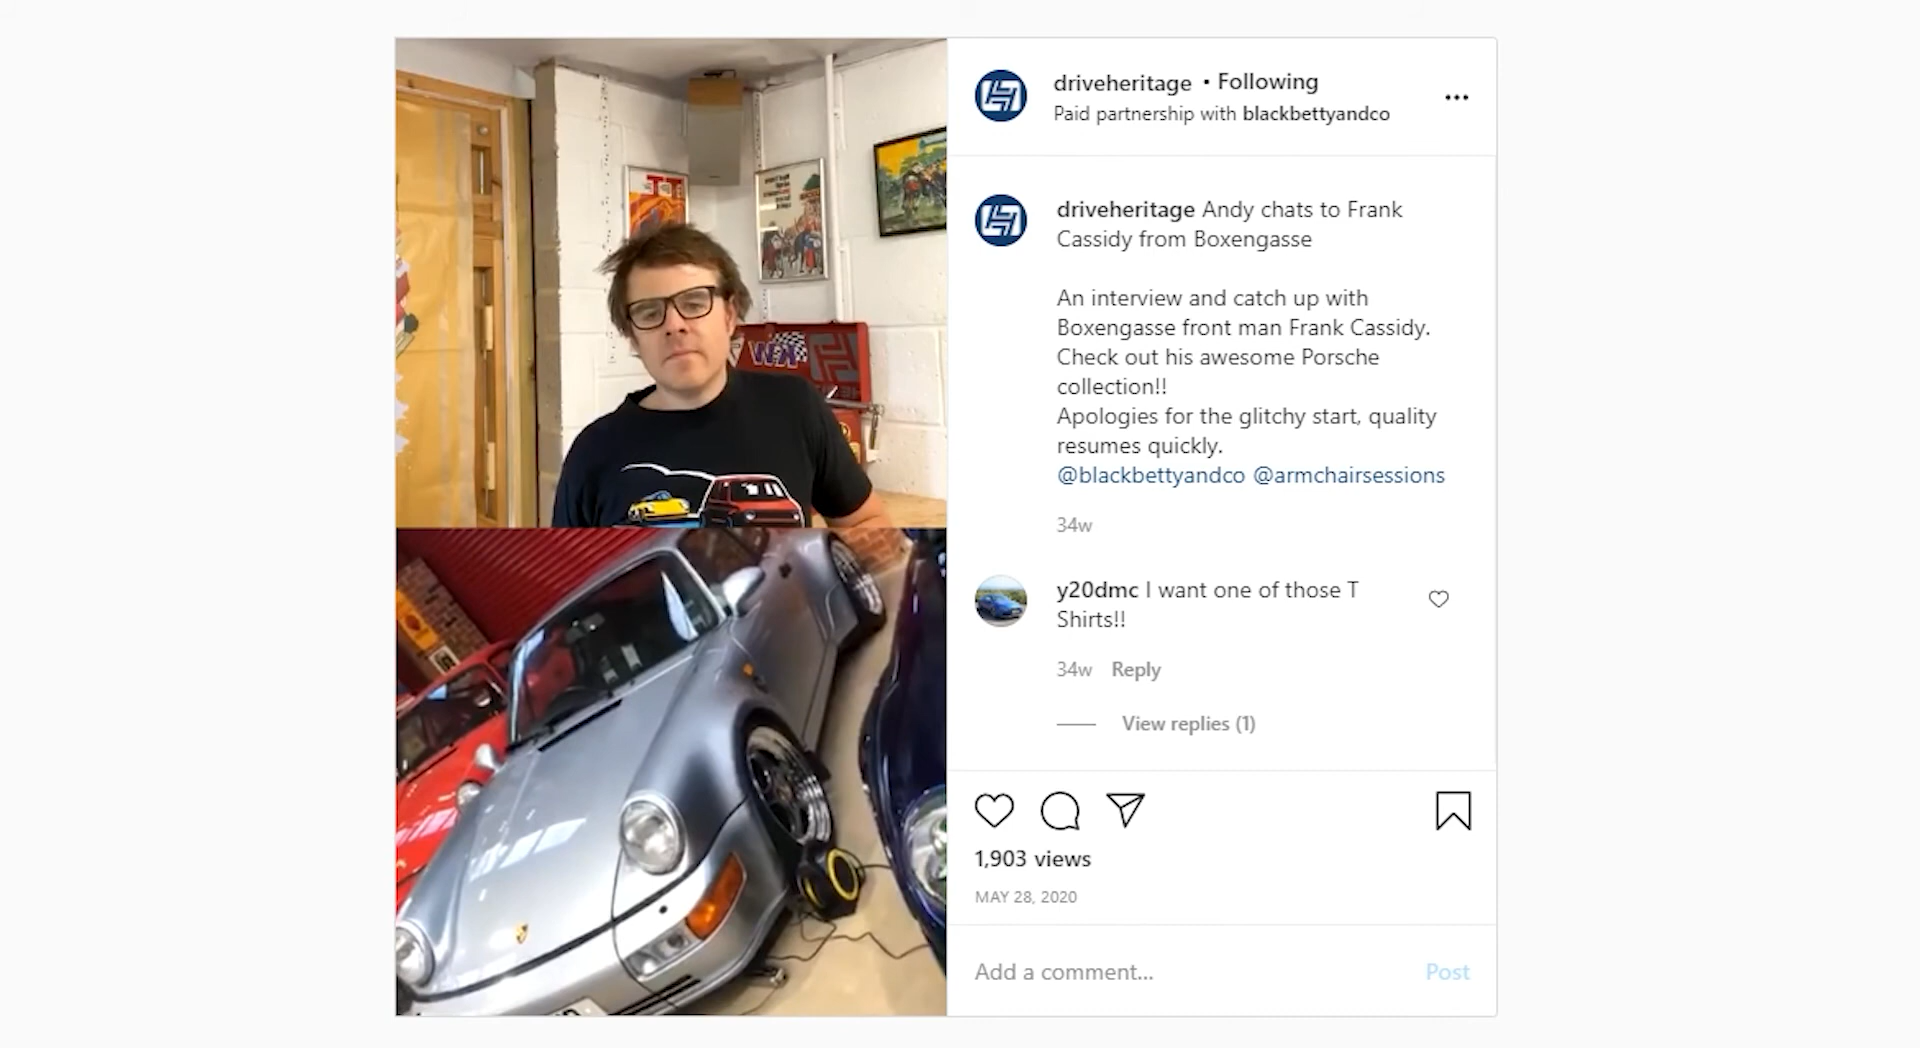 driveheritage • Following
Paid partnership with blackbettyandco
driveheritage Andy chats to Frank
Cassidy from Boxengasse
An interview and catch up with
Boxengasse front man Frank Cassidy.
Check out his awesome Porsche
collection!!
Apologies for the glitchy start, quality
resumes quickly.
@blackbettyandco @armchairsessions
34w
y20dmc I want one of those T
Shirts!!
34w Reply
View replies (1)
1,903 views
MAY 28, 2020
Add a comment...
Post